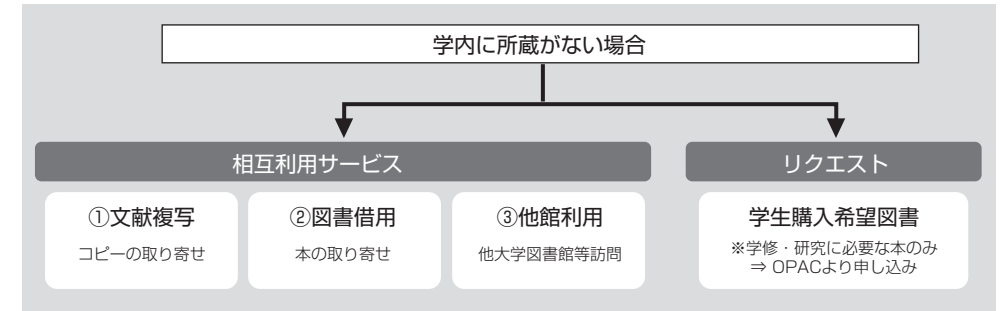 学内に所蔵がない場合
相互利用サービス
①文献複写
コピーの取り寄せ
②図書借用
本の取り寄せ
③他館利用
他大学図書館等訪問
リクエスト
学生購入希望図書
※学修・研究に必要な本のみ
⇒ OPACより申し込み